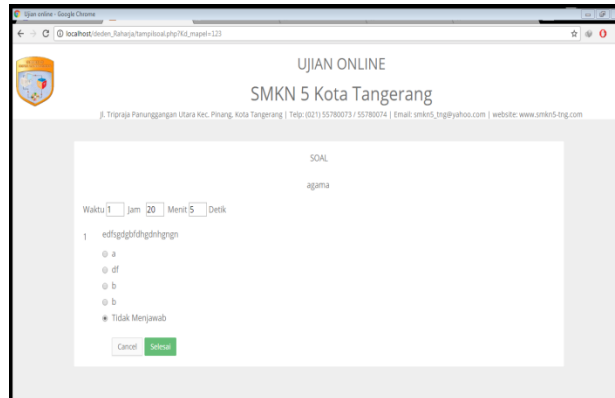 Ujian online - Google Chrome
localhost/deden_Raharja/tampilsoal.php?Kd_mapel=123
UJIAN ONLINE
SMKN 5 Kota Tangerang
Jl. Tripraja Panunggangan Utara Kec. Pinang, Kota Tangerang | Telp: (021) 55780073 / 55780074 | Email: smkn5_tng@yahoo.com | website: www.smkn5-tng.com
SOAL
agama
Waktu 1 Jam 20 Menit 5 Detik
1 edfsgdgbfdhgdnhgngn
a
df
b
b
Tidak Menjawab
Cancel Selesai